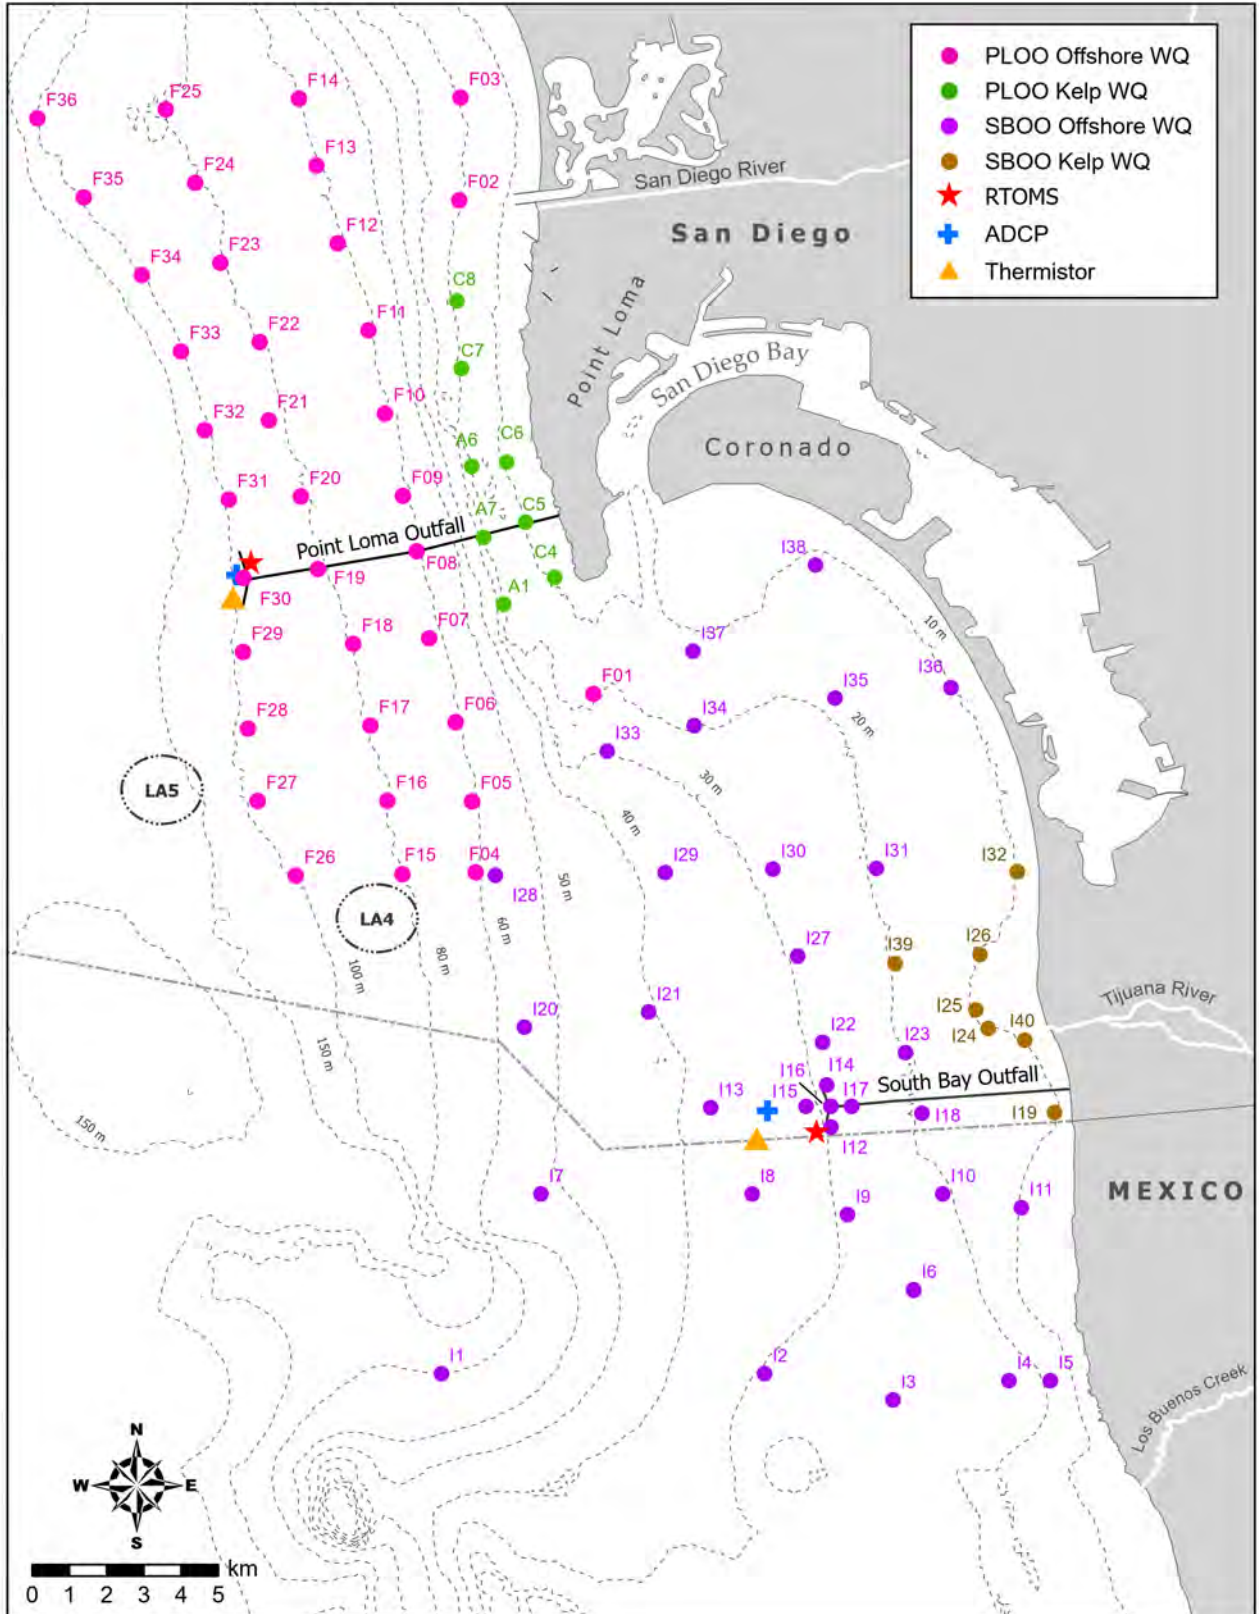 PLOO Offshore WQ
PLOO Kelp WQ
SBOO Offshore WQ
SBOO Kelp WQ
RTOMS
ADCP
Thermistor
F36
F25
F14
F03
F13
F24
F35
F02
San Diego River
San Diego
F12
F23
F34
C8
F11
F22
F33
C7
Point Loma
San Diego Bay
F10
F21
F32
Coronado
A6
C6
F31
F20
F09
A7
C5
Point Loma Outfall
F08
F19
C4
F30
A1
I38
F29
F18
F07
I37
10 m
F01
I35
I36
F28
F17
F06
I34
20 m
I33
30 m
LA5
F27
F16
F05
40 m
F26
F15
F04
I28
I29
I30
I31
I32
50 m
LA4
60 m
80 m
100 m
I27
I39
I26
I20
I21
I25
I24
I40
Tijuana River
150 m
I22
I23
I16
I14
I13
I15
I17
South Bay Outfall
I18
I19
I12
150 m
I7
I8
I9
I10
I11
MEXICO
I6
I1
I2
I3
I4
I5
Los Buenos Creek
N
W
E
S
km
0 1 2 3 4 5